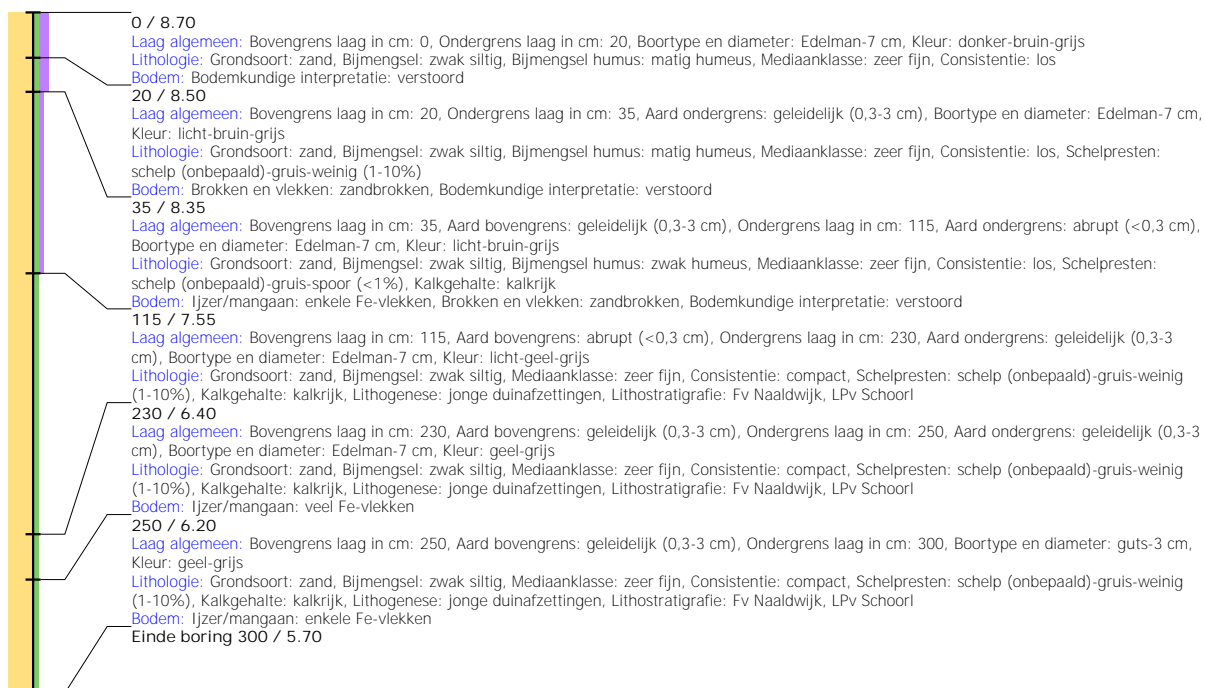 0 / 8.70
Laag algemeen: Bovengrens laag in cm: 0, Ondergrens laag in cm: 20, Boortype en diameter: Edelman-7 cm, Kleur: donker-bruin-grijs
Lithologie: Grondsoort: zand, Bijmengsel: zwak siltig, Bijmengsel humus: matig humeus, Mediaanklasse: zeer fijn, Consistentie: los
Bodem: Bodemkundige interpretatie: verstoord
20 / 8.50
Laag algemeen: Bovengrens laag in cm: 20, Ondergrens laag in cm: 35, Aard ondergrens: geleidelijk (0,3-3 cm), Boortype en diameter: Edelman-7 cm,
Kleur: licht-bruin-grijs
Lithologie: Grondsoort: zand, Bijmengsel: zwak siltig, Bijmengsel humus: matig humeus, Mediaanklasse: zeer fijn, Consistentie: los, Schelpresten:
schelp (onbepaald)-gruis-weinig (1-10%)
Bodem: Brokken en vlekken: zandbrokken, Bodemkundige interpretatie: verstoord
35 / 8.35
Laag algemeen: Bovengrens laag in cm: 35, Aard bovengrens: geleidelijk (0,3-3 cm), Ondergrens laag in cm: 115, Aard ondergrens: abrupt (<0,3 cm),
Boortype en diameter: Edelman-7 cm, Kleur: licht-bruin-grijs
Lithologie: Grondsoort: zand, Bijmengsel: zwak siltig, Bijmengsel humus: zwak humeus, Mediaanklasse: zeer fijn, Consistentie: los, Schelpresten:
schelp (onbepaald)-gruis-spoor (<1%), Kalkgehalte: kalkrijk
Bodem: Ijzer/mangaan: enkele Fe-vlekken, Brokken en vlekken: zandbrokken, Bodemkundige interpretatie: verstoord
115 / 7.55
Laag algemeen: Bovengrens laag in cm: 115, Aard bovengrens: abrupt (<0,3 cm), Ondergrens laag in cm: 230, Aard ondergrens: geleidelijk (0,3-3
cm), Boortype en diameter: Edelman-7 cm, Kleur: licht-geel-grijs
Lithologie: Grondsoort: zand, Bijmengsel: zwak siltig, Mediaanklasse: zeer fijn, Consistentie: compact, Schelpresten: schelp (onbepaald)-gruis-weinig
(1-10%), Kalkgehalte: kalkrijk, Lithogenese: jonge duinafzettingen, Lithostratigrafie: Fv Naaldwijk, LPv Schoorl
230 / 6.40
Laag algemeen: Bovengrens laag in cm: 230, Aard bovengrens: geleidelijk (0,3-3 cm), Ondergrens laag in cm: 250, Aard ondergrens: geleidelijk (0,3-3
cm), Boortype en diameter: Edelman-7 cm, Kleur: geel-grijs
Lithologie: Grondsoort: zand, Bijmengsel: zwak siltig, Mediaanklasse: zeer fijn, Consistentie: compact, Schelpresten: schelp (onbepaald)-gruis-weinig
(1-10%), Kalkgehalte: kalkrijk, Lithogenese: jonge duinafzettingen, Lithostratigrafie: Fv Naaldwijk, LPv Schoorl
Bodem: Ijzer/mangaan: veel Fe-vlekken
250 / 6.20
Laag algemeen: Bovengrens laag in cm: 250, Aard bovengrens: geleidelijk (0,3-3 cm), Ondergrens laag in cm: 300, Boortype en diameter: guts-3 cm,
Kleur: geel-grijs
Lithologie: Grondsoort: zand, Bijmengsel: zwak siltig, Mediaanklasse: zeer fijn, Consistentie: compact, Schelpresten: schelp (onbepaald)-gruis-weinig
(1-10%), Kalkgehalte: kalkrijk, Lithogenese: jonge duinafzettingen, Lithostratigrafie: Fv Naaldwijk, LPv Schoorl
Bodem: Ijzer/mangaan: enkele Fe-vlekken
Einde boring 300 / 5.70